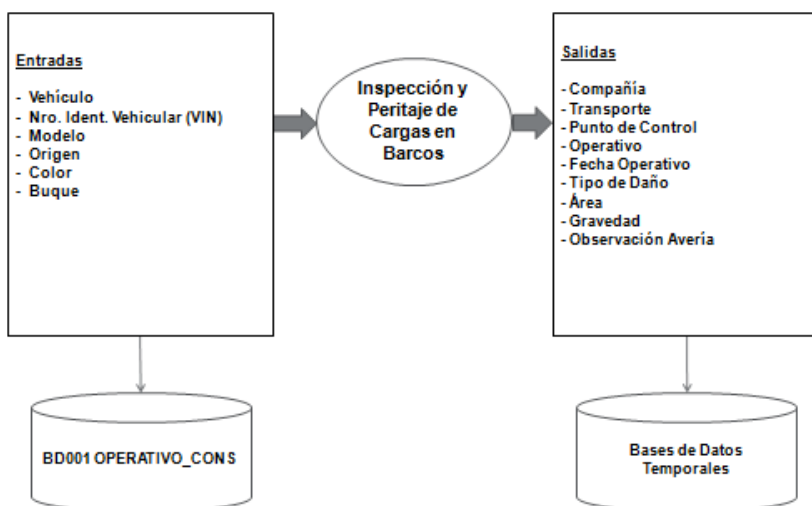 Entradas
- Vehículo
- Nro. Ident. Vehicular (VIN)
- Modelo
- Origen
- Color
- Buque
Inspección y
Peritaje de
Cargas en
Barcos
Salidas
- Compañía
- Transporte
- Punto de Control
- Operativo
- Fecha Operativo
- Tipo de Daño
- Área
- Gravedad
- Observación Avería
BD001 OPERATIVO_CONS
Bases de Datos
Temporales